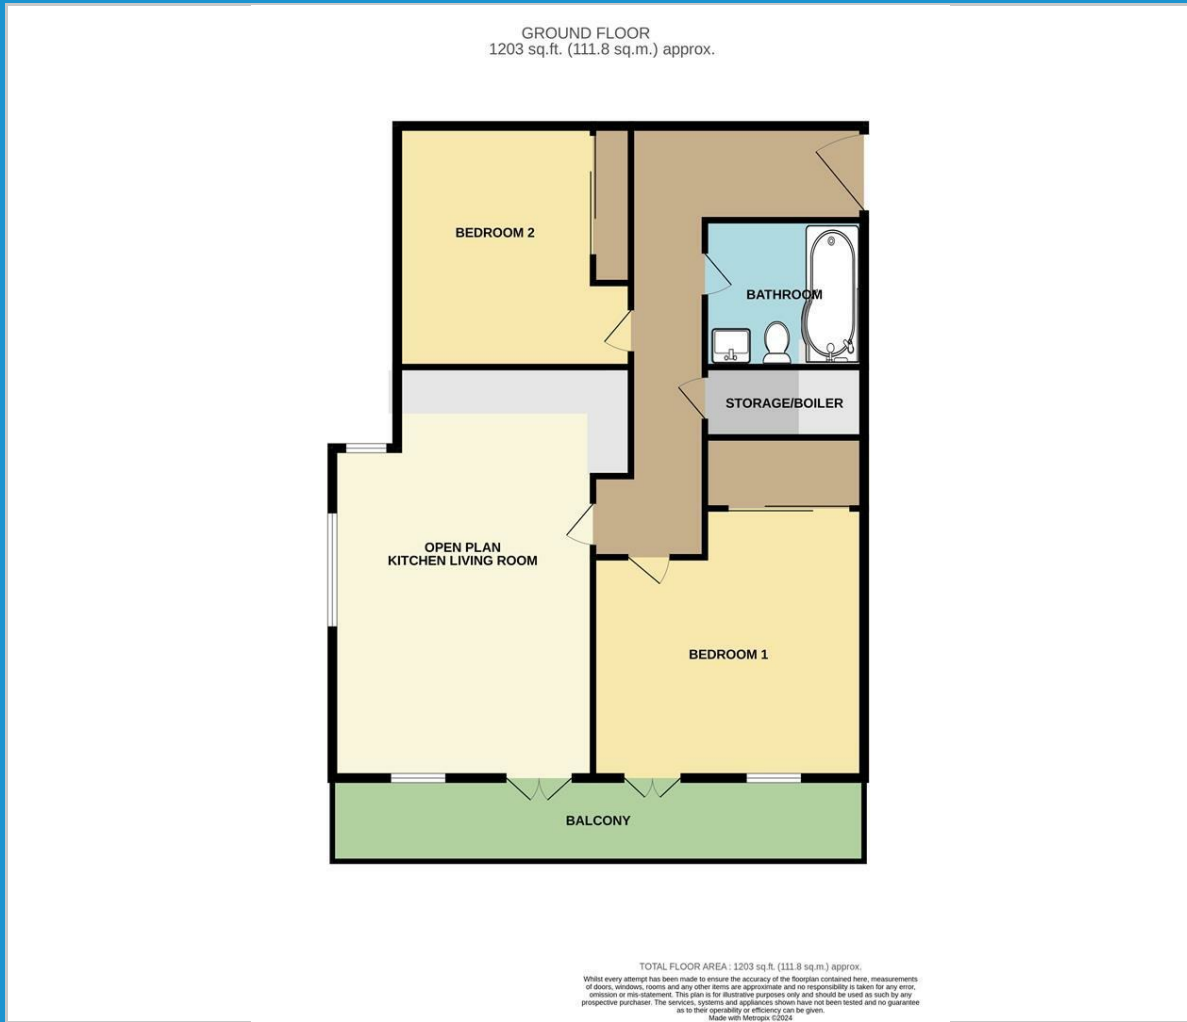 GROUND FLOOR
1203 sq.ft. (111.8 sq.m.) approx.
BEDROOM 2
BATHROOM
STORAGE/BOILER
OPEN PLAN
KITCHEN LIVING ROOM
BEDROOM 1
BALCONY
TOTAL FLOOR AREA : 1203 sq.ft. (111.8 sq.m.) approx.
Whilst every attempt has been made to ensure the accuracy of the floorplan contained here, measurements
of doors, windows, rooms and any other items are approximate and no responsibility is taken for any error,
omission or mis-statement. This plan is for illustrative purposes only and should be used as such by any
prospective purchaser. The services, systems and appliances shown have not been tested and no guarantee
as to their operability or efficiency can be given.
Made with Metropix ©2024